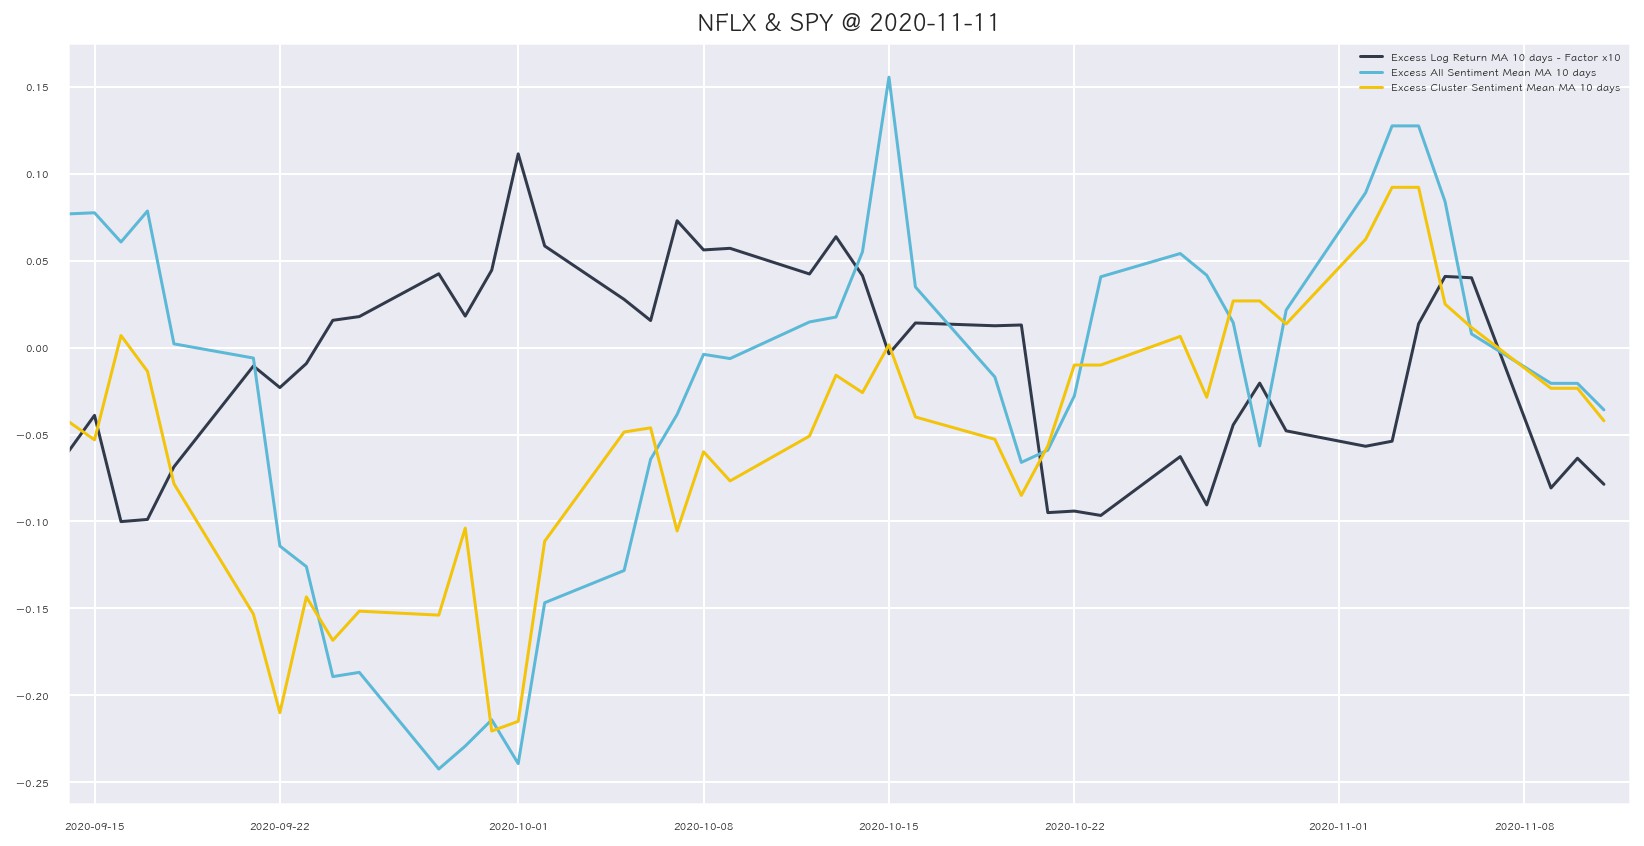 NFLX & SPY @ 2020-11-11
Excess Log Return MA 10 days - Factor x10
Excess All Sentiment Mean MA 10 days
Excess Cluster Sentiment Mean MA 10 days
0.15
0.10
0.05
0.00
−0.05
−0.10
−0.15
−0.20
−0.25
2020-09-15 2020-09-22 2020-10-01 2020-10-08 2020-10-15 2020-10-22 2020-11-01 2020-11-08